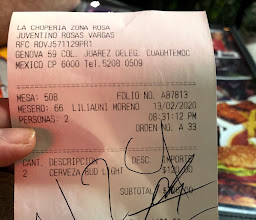 LA CHOPERIA ZONA ROSA
JUVENTINO ROSAS VARGAS
RFC ROVJ571129PR1
GENOVA 59 COL. JUAREZ DELEG. CUAUHTEMOC
MEXICO CP 6000 Tel.5208 0509
MESA: 508 FOLIO NO. A87813
MESERO: 66 LILIAUNI MORENO 13/02/2020
PERSONAS: 2 08:31:12 PM
ORDEN NO. A 33
CANT. DESCRIPCION DESC. IMPORTE
2 CERVEZA BUD LIGHT
SUBTOTAL